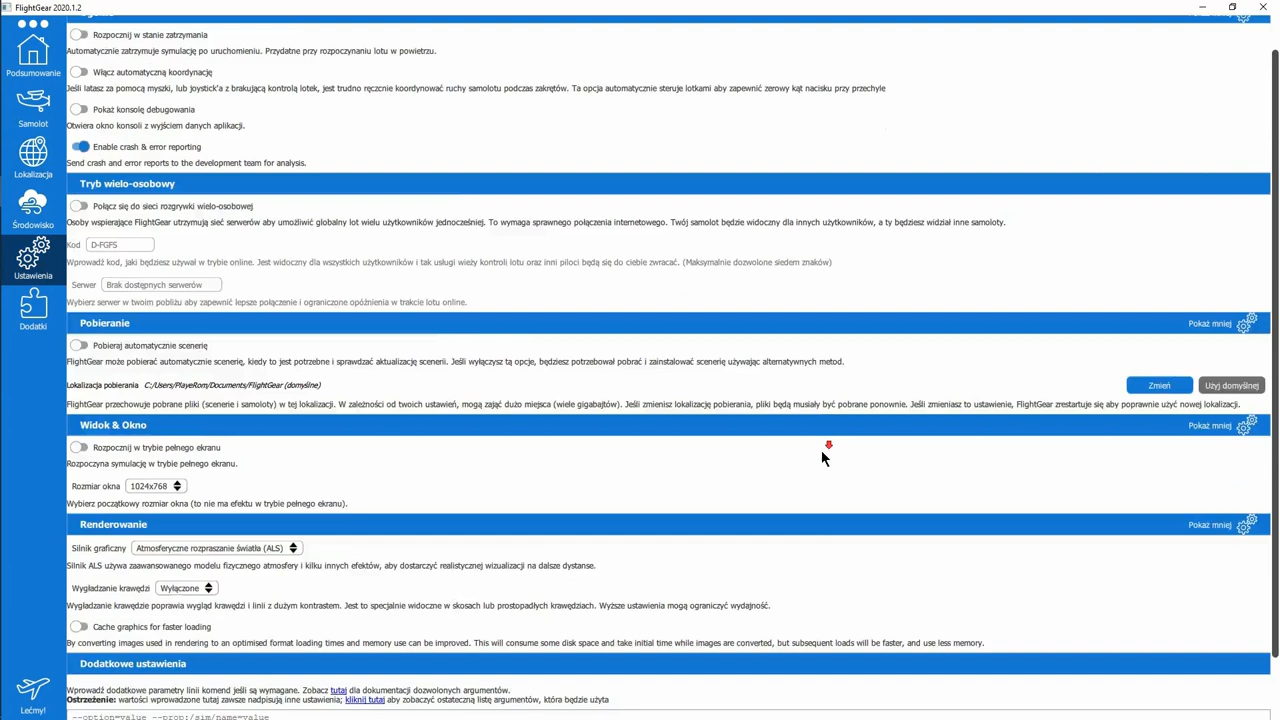 FlightGear 2020.1.2
Podsumowanie
Samolot
Lokalizacja
Środowisko
Ustawienia
Dodatki
Lećmy!
Rozpocznij w stanie zatrzymania
Automatycznie zatrzymuje symulację po uruchomieniu. Przydatne przy rozpoczynaniu lotu w powietrzu.
Włącz automatyczną koordynację
Jeśli latasz za pomocą myszki, lub joystick'a z brakującą kontrolą lotek, jest trudno ręcznie koordynować ruchy samolotu podczas zakrętów. Ta opcja automatycznie steruje lotkami aby zapewnić zerowy kąt nacisku przy przechyle
Pokaż konsolę debugowania
Otwiera okno konsoli z wyjściem danych aplikacji.
Enable crash & error reporting
Send crash and error reports to the development team for analysis.
Tryb wielo-osobowy
Połącz się do sieci rozgrywki wielo-osobowej
Osoby wspierające FlightGear utrzymują sieć serwerów aby umożliwić globalny lot wielu użytkowników jednocześniej. To wymaga sprawnego połączenia internetowego. Twój samolot będzie widoczny dla innych użytkowników, a ty będziesz widział inne samoloty.
Kod D-FGFS
Wprowadź kod, jaki będziesz używał w trybie online. Jest widoczny dla wszystkich użytkowników i tak usługi wieży kontroli lotu oraz inni piloci będą się do ciebie zwracać. (Maksymalnie dozwolone siedem znaków)
Serwer Brak dostępnych serwerów
Wybierz serwer w twoim pobliżu aby zapewnić lepsze połączenie i ograniczone opóźnienia w trakcie lotu online.
Pobieranie Pokaż mniej
Pobieraj automatycznie scenerię
FlightGear może pobierać automatycznie scenerię, kiedy to jest potrzebne i sprawdzać aktualizację scenerii. Jeśli wyłączysz tą opcje, będziesz potrzebował pobrać i zainstalować scenerię używając alternatywnych metod.
Lokalizacja pobierania C:/Users/PlayeRom/Documents/FlightGear (domyślne) Zmień Użyj domyślnej
FlightGear przechowuje pobrane pliki (scenerie i samoloty) w tej lokalizacji. W zależności od twoich ustawień, mogą zająć dużo miejsca (wiele gigabajtów). Jeśli zmienisz lokalizację pobierania, pliki będą musiały być pobrane ponownie. Jeśli zmieniasz to ustawienie, FlightGear zrestartuje się aby poprawnie użyć nowej lokalizacji.
Widok & Okno Pokaż mniej
Rozpocznij w trybie pełnego ekranu
Rozpoczyna symulację w trybie pełnego ekranu.
Rozmiar okna 1024x768
Wybierz początkowy rozmiar okna (to nie ma efektu w trybie pełnego ekranu).
Renderowanie Pokaż mniej
Silnik graficzny Atmosferyczne rozpraszanie światła (ALS)
Silnik ALS używa zaawansowanego modelu fizycznego atmosfery i kilku innych efektów, aby dostarczyć realistycznej wizualizacji na dalsze dystanse.
Wygładzanie krawędzi Wyłączone
Wygładzanie krawędzie poprawia wygląd krawędzi i linii z dużym kontrastem. Jest to specjalnie widoczne w skosach lub prostopadłych krawędziach. Wyższe ustawienia mogą ograniczyć wydajność.
Cache graphics for faster loading
By converting images used in rendering to an optimised format loading times and memory use can be improved. This will consume some disk space and take initial time while images are converted, but subsequent loads will be faster, and use less memory.
Dodatkowe ustawienia
Wprowadź dodatkowe parametry linii komend jeśli są wymagane. Zobacz tutaj dla dokumentacji dozwolonych argumentów.
Ostrzeżenie: wartości wprowadzone tutaj zawsze nadpisują inne ustawienia; kliknij tutaj aby zobaczyć ostateczną listę argumentów, która będzie użyta
--option=value --prop:/sim/name=value